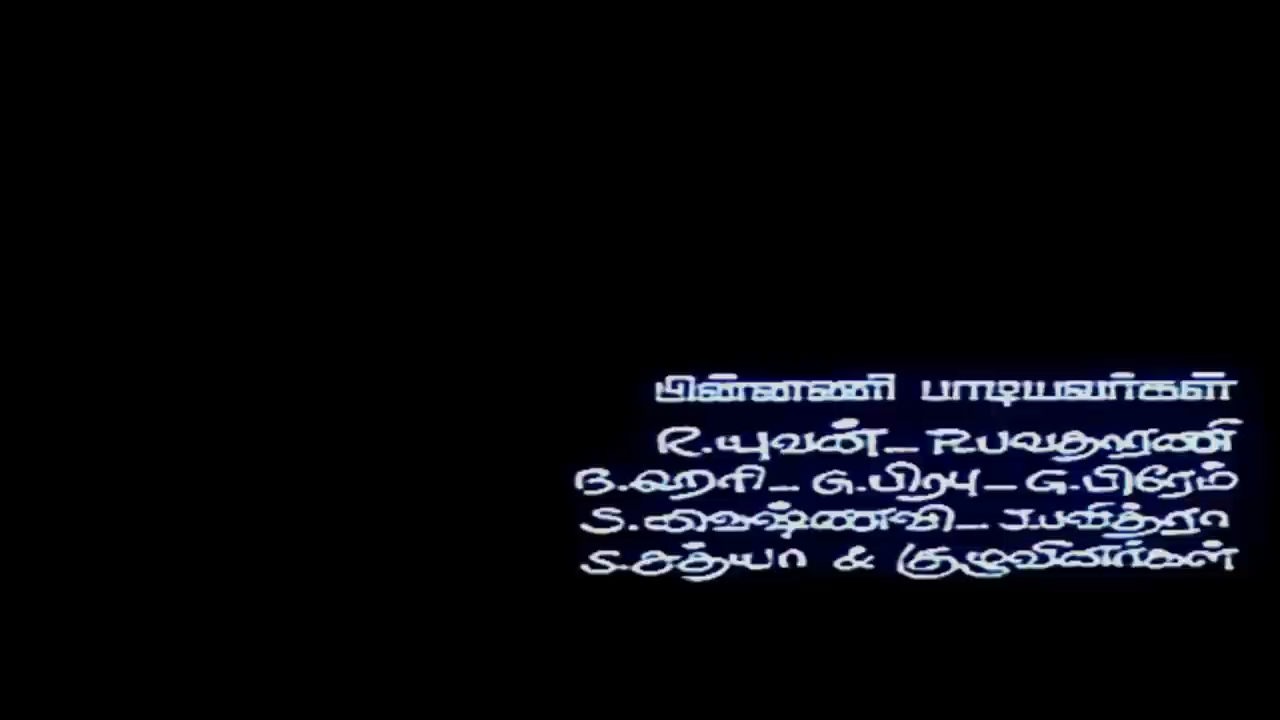 பின்னணி பாடியவர்கள்
R.யுவன் _ P.பவதாரணி
B.ஹரி _ G.பிரபு _ G.பிரேம்
S.வைஷ்ணவி _ J.பவித்ரா
S.சத்யா & குழுவினர்கள்